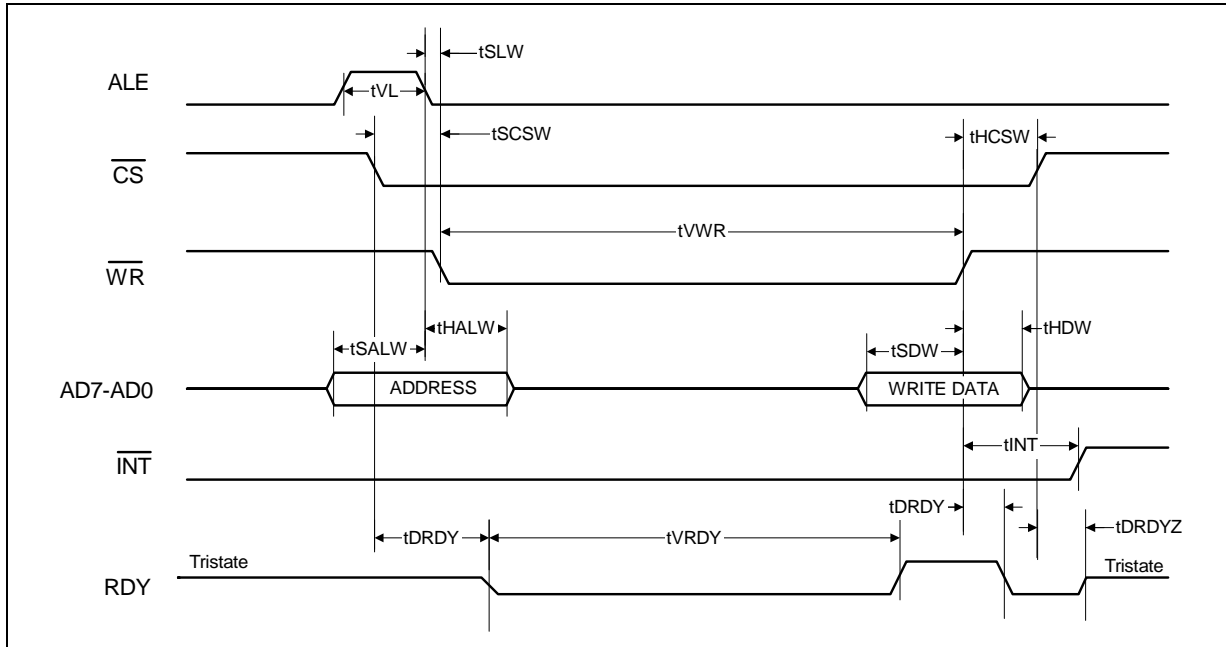 tSLW
ALE
tVL
tSCSW
tHCSW
CS
tVWR
WR
tHALW
tHDW
tSALW
tSDW
AD7-AD0
ADDRESS
WRITE DATA
tINT
INT
tDRDY
tDRDY
tVRDY
tDRDYZ
Tristate
Tristate
RDY